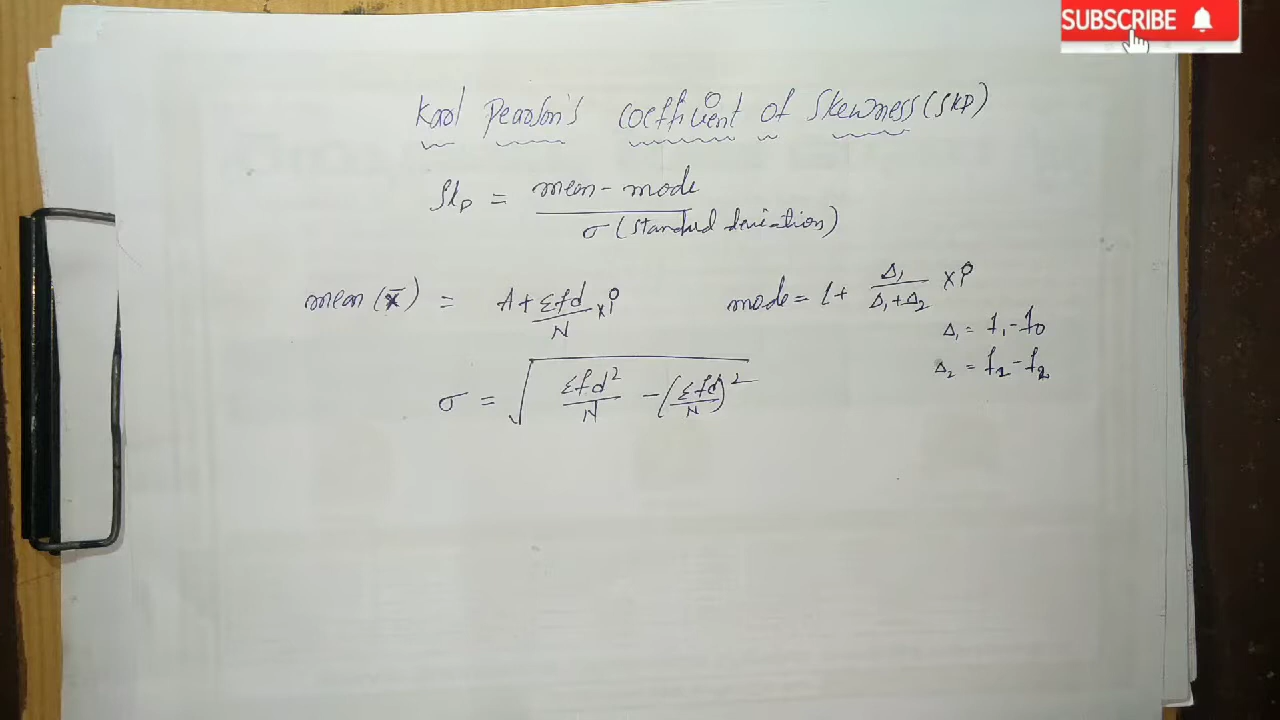 SUBSCRIBE
Karl Pearson's coefficient of Skewness (SKP)
Skp = mean - mode / σ (standard deviation)
mean (x̄) = A + Σfd/N × i
mode = l + Δ₁/Δ₁+Δ₂ × i
Δ₁ = f₁ - f₀
Δ₂ = f₁ - f₂
σ = √ Σfd²/N - (Σfd/N)²